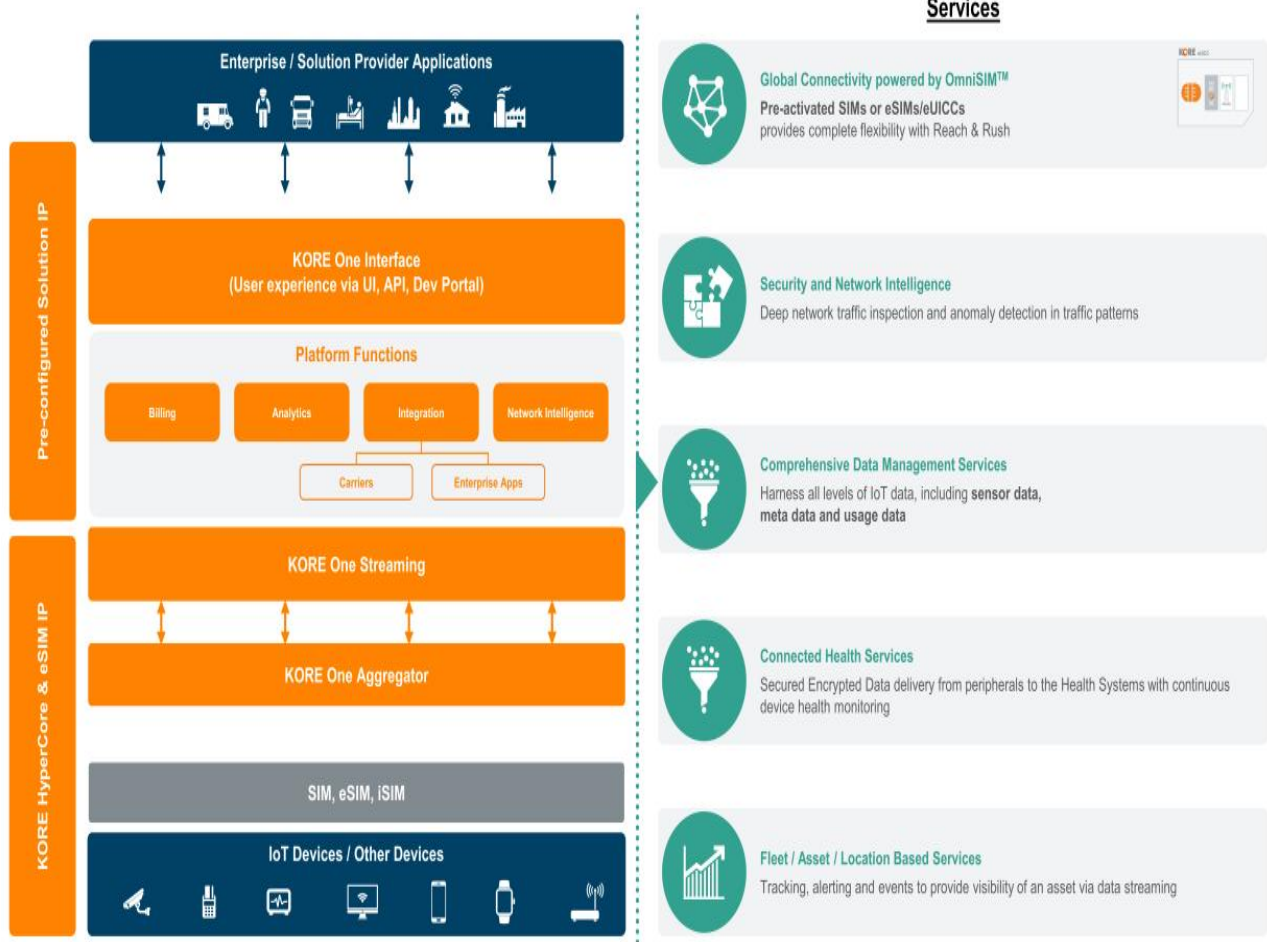 Services
Enterprise / Solution Provider Applications
Pre-configured Solution IP
KORE One Interface
(User experience via UI, API, Dev Portal)
Platform Functions
Billing
Analytics
Integration
Network Intelligence
Carriers
Enterprise Apps
KORE HyperCore & eSIM IP
KORE One Streaming
KORE One Aggregator
SIM, eSIM, iSIM
IoT Devices / Other Devices
Global Connectivity powered by OmniSIM™
Pre-activated SIMs or eSIMs/eUICCs
provides complete flexibility with Reach & Rush
KORE
Security and Network Intelligence
Deep network traffic inspection and anomaly detection in traffic patterns
Comprehensive Data Management Services
Harness all levels of IoT data, including sensor data,
meta data and usage data
Connected Health Services
Secured Encrypted Data delivery from peripherals to the Health Systems with continuous
device health monitoring
Fleet / Asset / Location Based Services
Tracking, alerting and events to provide visibility of an asset via data streaming